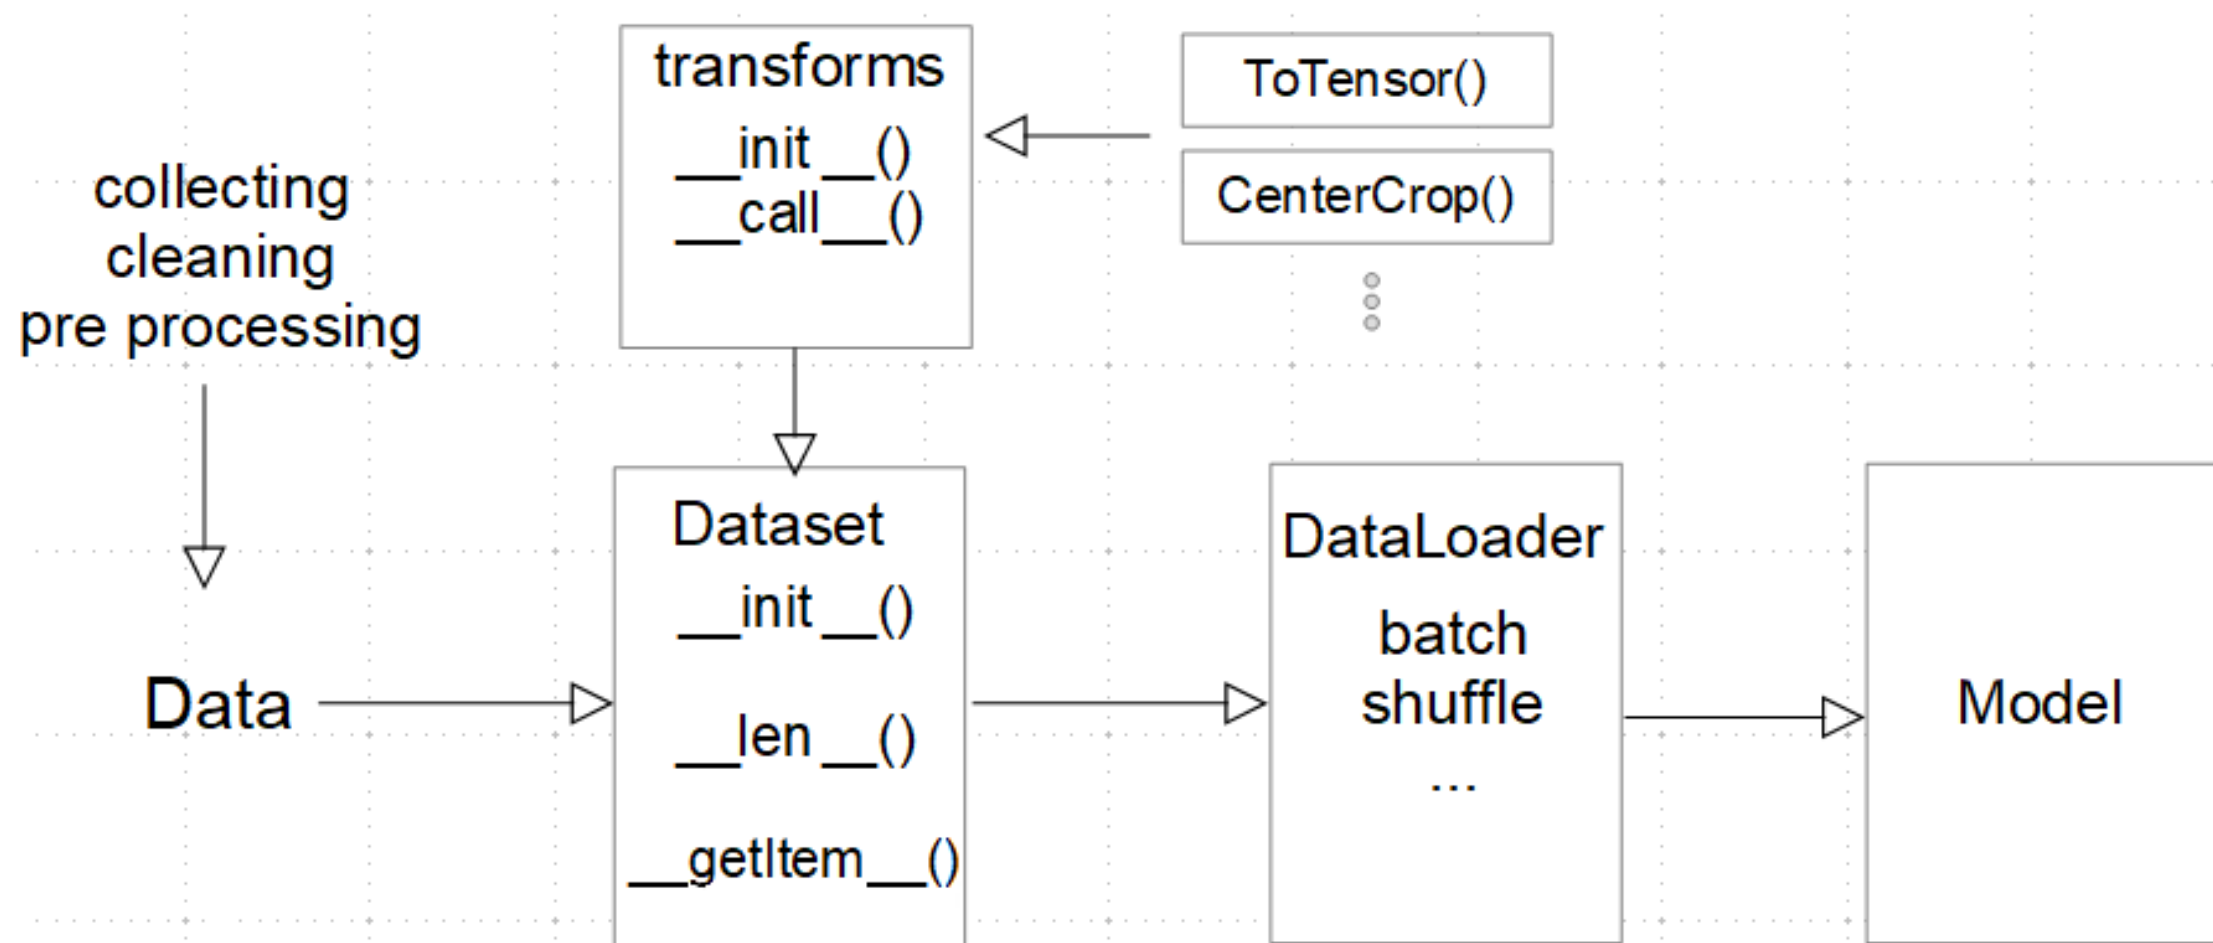 transforms
__init__()
__call__()
ToTensor()
CenterCrop()
collecting
cleaning
pre processing
Data
Dataset
__init__()
__len__()
__getItem__()
DataLoader
batch
shuffle
...
Model